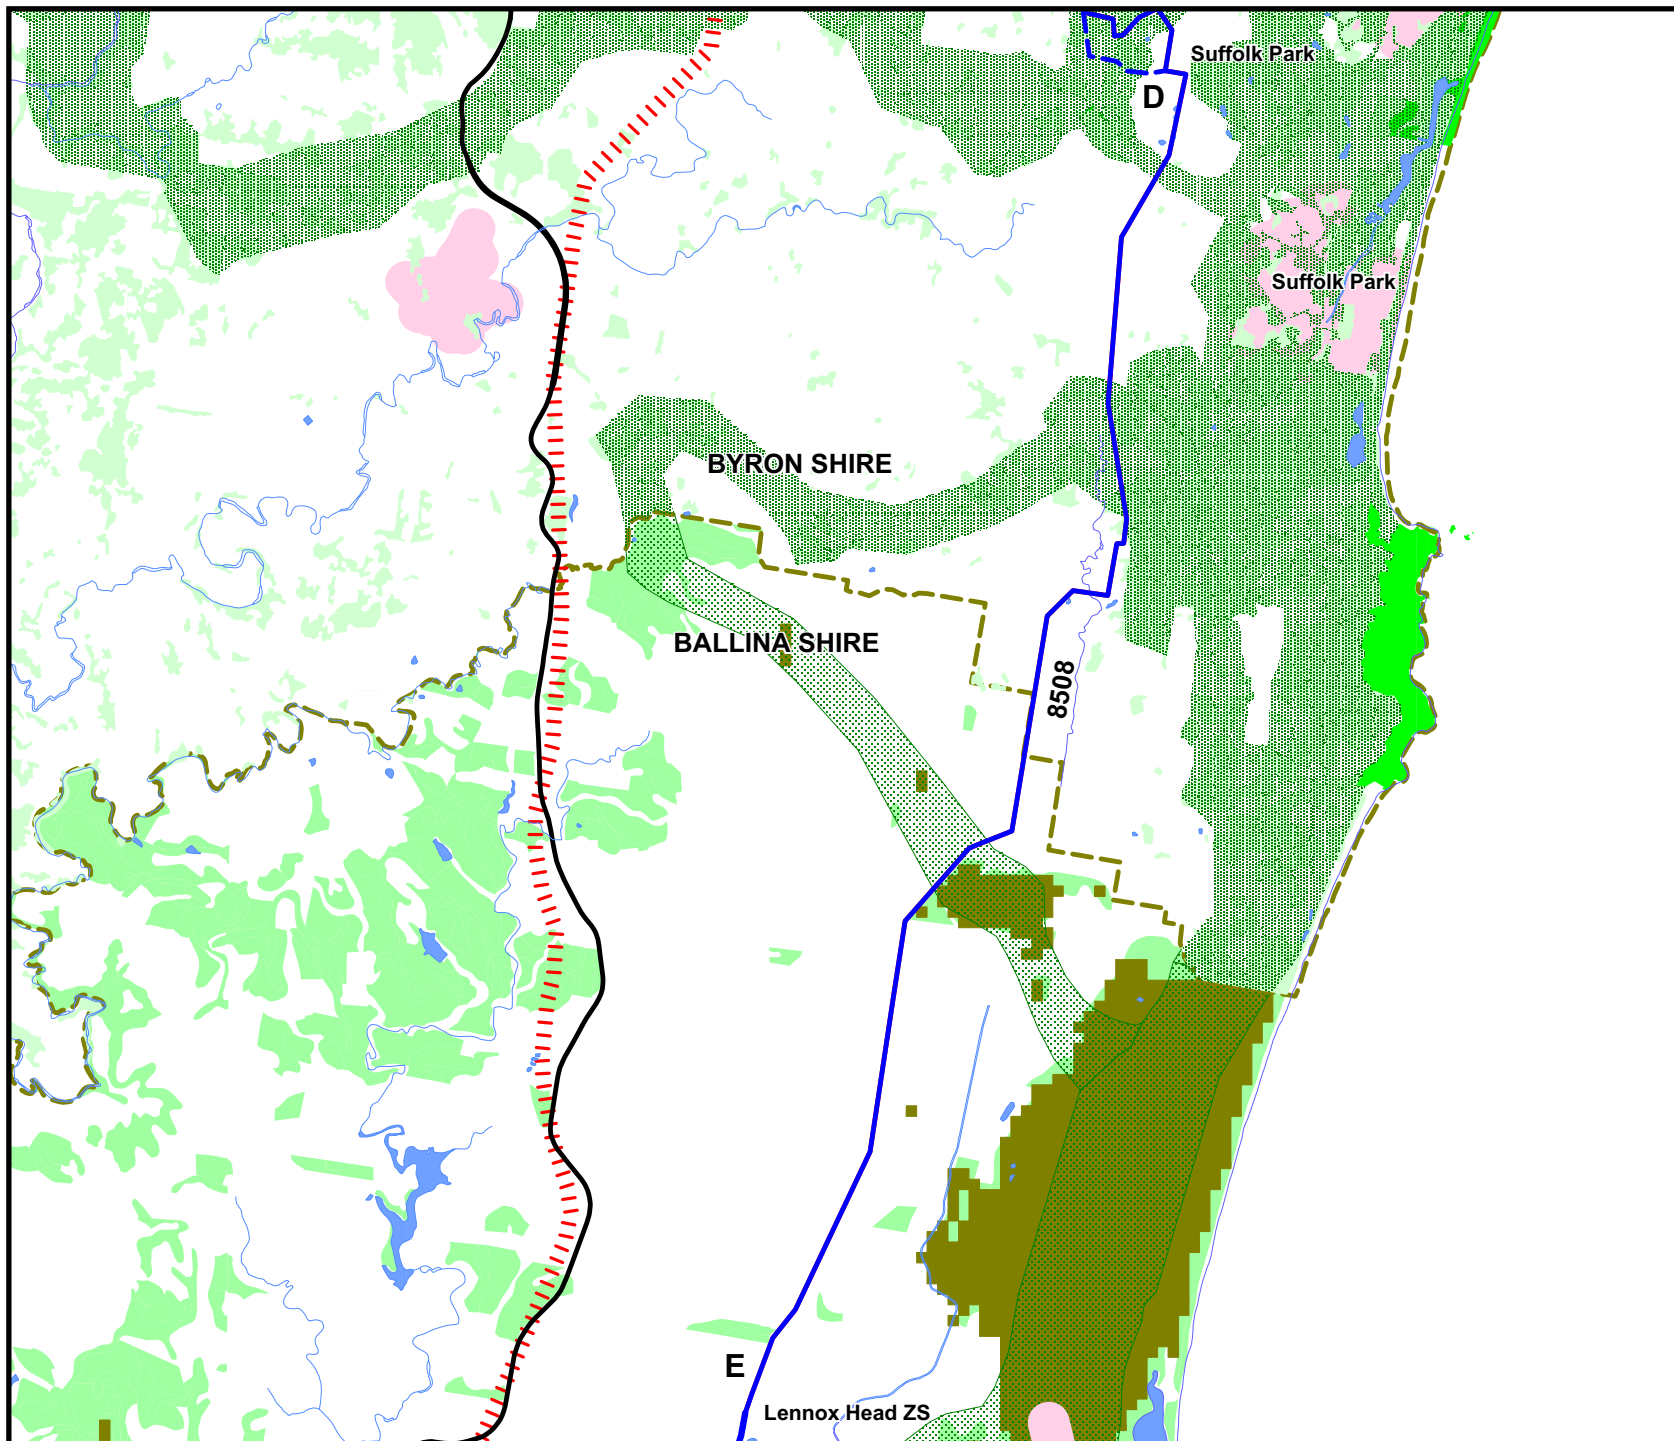 Suffolk Park
D
Suffolk Park
BYRON SHIRE
BALLINA SHIRE
8508
E
Lennox Head ZS